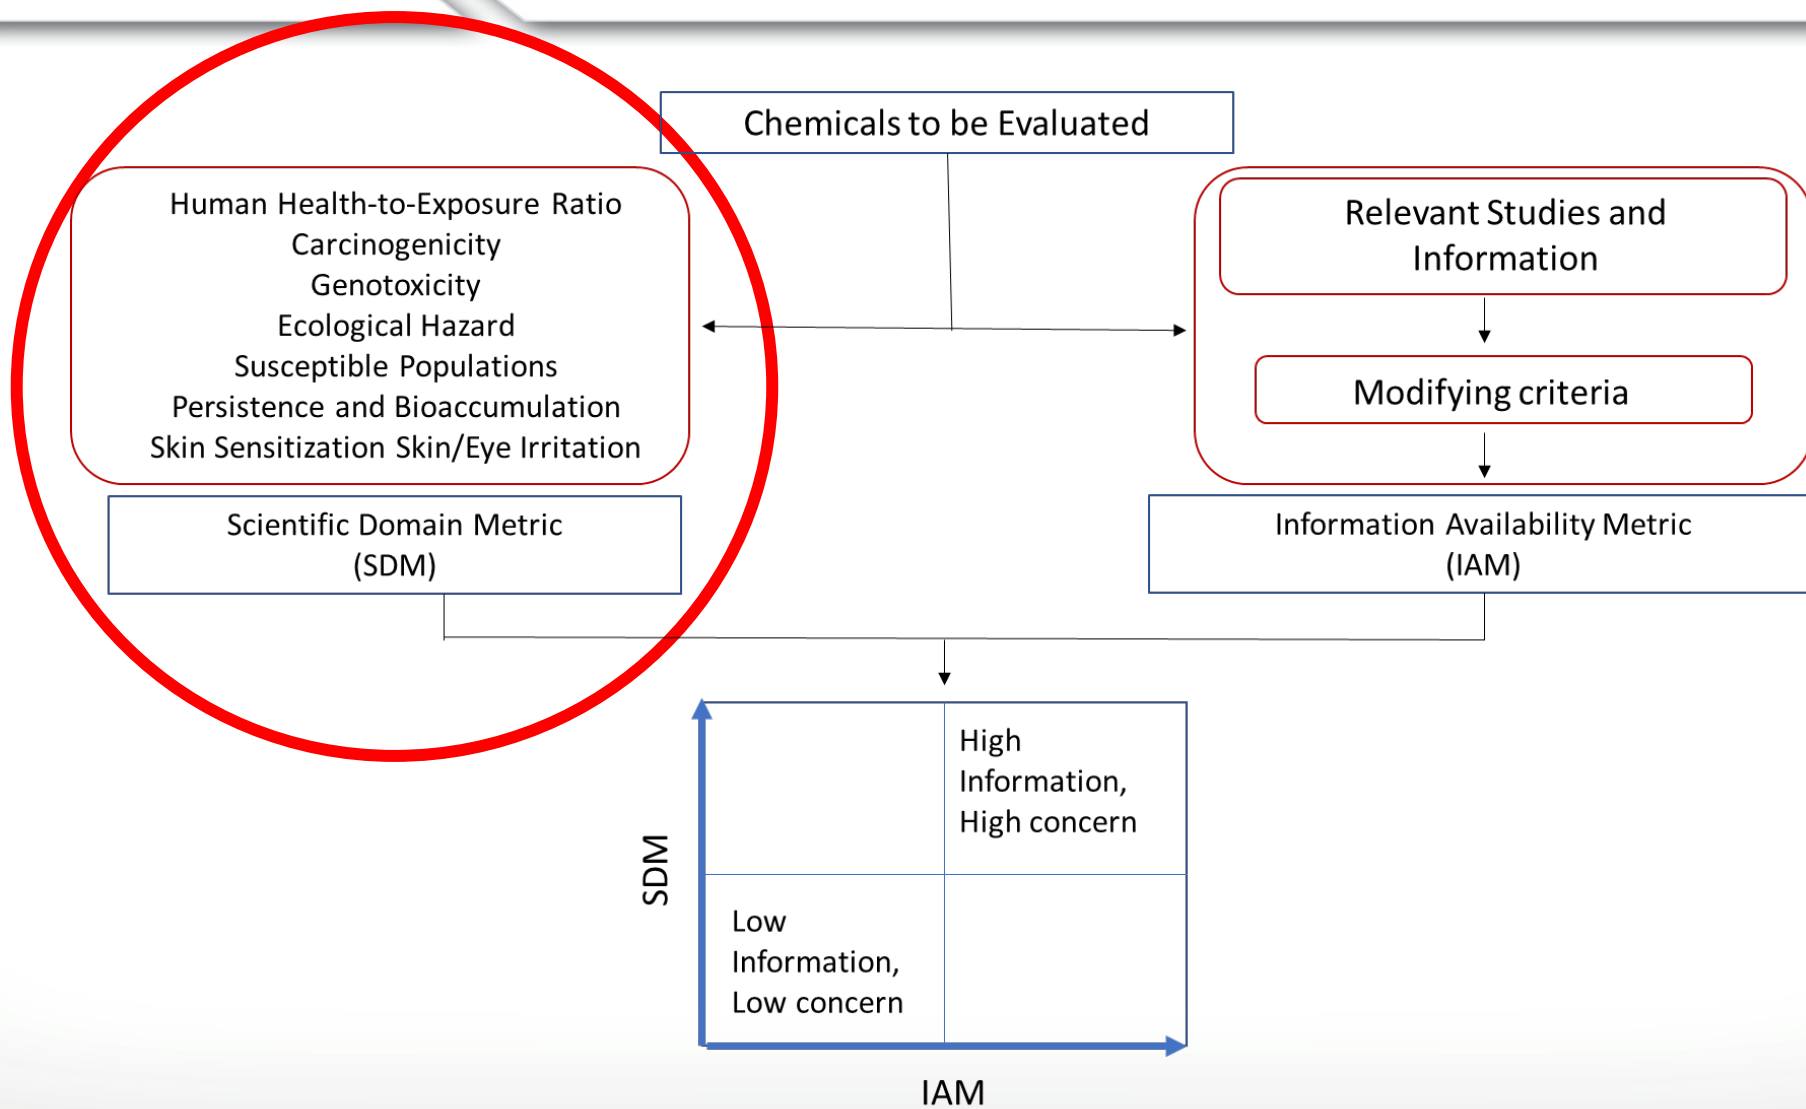 Chemicals to be Evaluated
Human Health-to-Exposure Ratio
Carcinogenicity
Genotoxicity
Ecological Hazard
Susceptible Populations
Persistence and Bioaccumulation
Skin Sensitization Skin/Eye Irritation
Scientific Domain Metric
(SDM)
Relevant Studies and
Information
Modifying criteria
Information Availability Metric
(IAM)
High
Information,
High concern
Low
Information,
Low concern
SDM
IAM